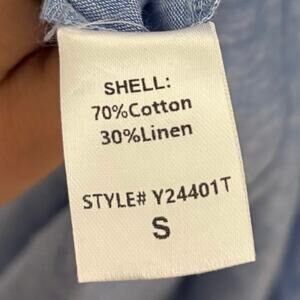 SHELL:
70%Cotton
30%Linen
STYLE# Y24401T
S